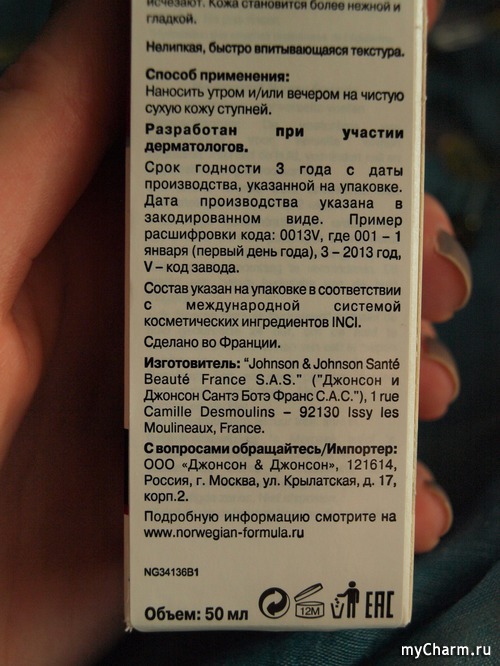 исчезают. Кожа становится более нежной и
гладкой.
Нелипкая, быстро впитывающаяся текстура.
Способ применения:
Наносить утром и/или вечером на чистую
сухую кожу ступней.
Разработан при участии
дерматологов.
Срок годности 3 года с даты
производства, указанной на упаковке.
Дата производства указана в
закодированном виде. Пример
расшифровки кода: 0013V, где 001 – 1
января (первый день года), 3 – 2013 год,
V – код завода.
Состав указан на упаковке в соответствии
с международной системой
косметических ингредиентов INCI.
Сделано во Франции.
Изготовитель: "Johnson & Johnson Santé
Beauté France S.A.S." ("Джонсон и
Джонсон Сантэ Ботэ Франс С.А.С."), 1 rue
Camille Desmoulins – 92130 Issy les
Moulineaux, France.
С вопросами обращайтесь/Импортер:
ООО «Джонсон & Джонсон», 121614,
Россия, г. Москва, ул. Крылатская, д. 17,
корп.2.
Подробную информацию смотрите на
www.norwegian-formula.ru
NG34136B1
Объем: 50 мл 12M EAC
myCharm.ru